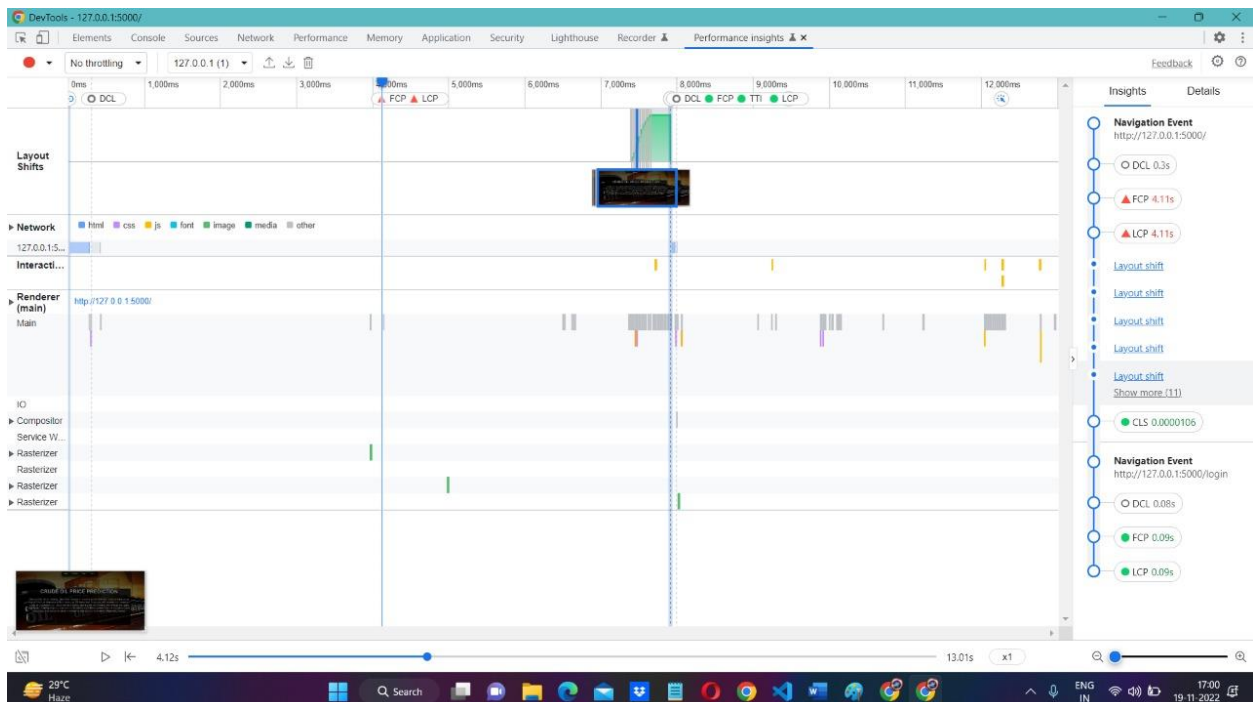 DevTools - 127.0.0.1:5000/
Elements Console Sources Network Performance Memory Application Security Lighthouse Recorder Performance insights
No throttling 127.0.0.1 (1) Feedback
0ms 1,000ms 2,000ms 3,000ms 5,000ms 6,000ms 7,000ms 8,000ms 9,000ms 10,000ms 11,000ms 12,000ms
DCL FCP LCP DCL FCP TTI LCP
Layout
Shifts
Network html css js font image media other
127.0.0.1:5...
Interacti...
Renderer
(main)
http://127.0.0.1:5000/
Main
IO
Compositor
Service W...
Rasterizer
Rasterizer
Rasterizer
Rasterizer
CRUDE OIL PRICE PREDICTION
4.12s 13.01s x1
Insights Details
Navigation Event
http://127.0.0.1:5000/
DCL 0.3s
FCP 4.11s
LCP 4.11s
Layout shift
Layout shift
Layout shift
Layout shift
Layout shift
Show more (11)
CLS 0.0000106
Navigation Event
http://127.0.0.1:5000/login
DCL 0.08s
FCP 0.09s
LCP 0.09s
29°C
Haze
Search
ENG
IN
17:00
19-11-2022